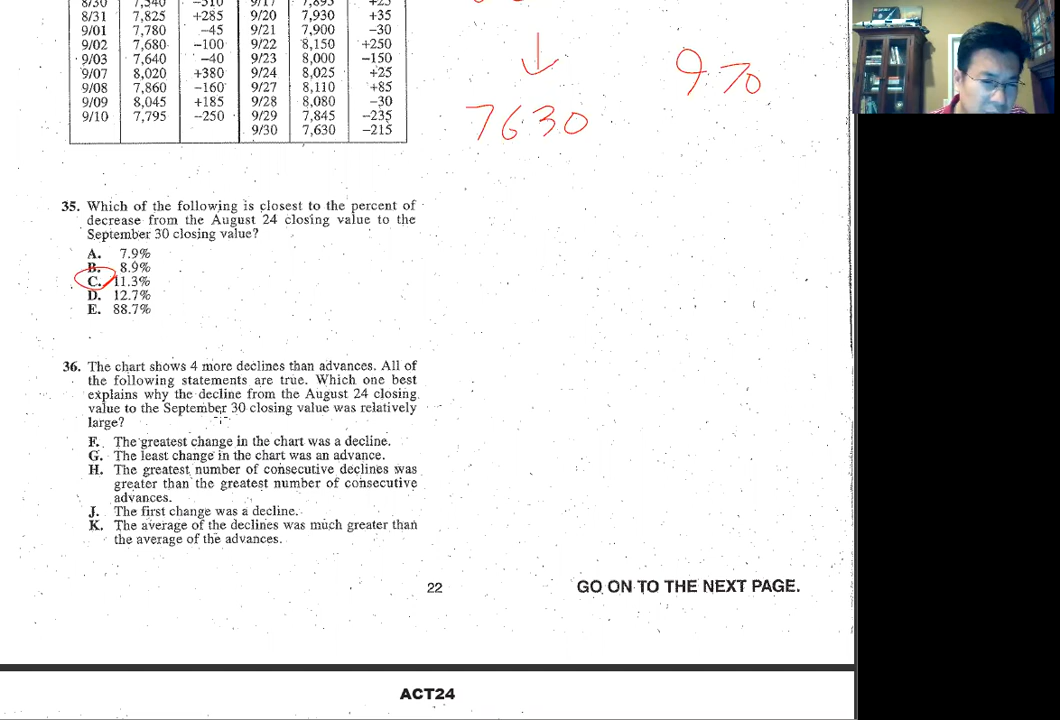 8/30 7,540 −510 9/17 7,895 +25
8/31 7,825 +285 9/20 7,930 +35
9/01 7,780 −45 9/21 7,900 −30
9/02 7,680 −100 9/22 8,150 +250
9/03 7,640 −40 9/23 8,000 −150
9/07 8,020 +380 9/24 8,025 +25
9/08 7,860 −160 9/27 8,110 +85
9/09 8,045 +185 9/28 8,080 −30
9/10 7,795 −250 9/29 7,845 −235
9/30 7,630 −215
970
7630
35. Which of the following is closest to the percent of
decrease from the August 24 closing value to the
September 30 closing value?
A. 7.9%
B. 8.9%
C. 11.3%
D. 12.7%
E. 88.7%
36. The chart shows 4 more declines than advances. All of
the following statements are true. Which one best
explains why the decline from the August 24 closing
value to the September 30 closing value was relatively
large?
F. The greatest change in the chart was a decline.
G. The least change in the chart was an advance.
H. The greatest number of consecutive declines was
greater than the greatest number of consecutive
advances.
J. The first change was a decline.
K. The average of the declines was much greater than
the average of the advances.
22
GO ON TO THE NEXT PAGE.
ACT24